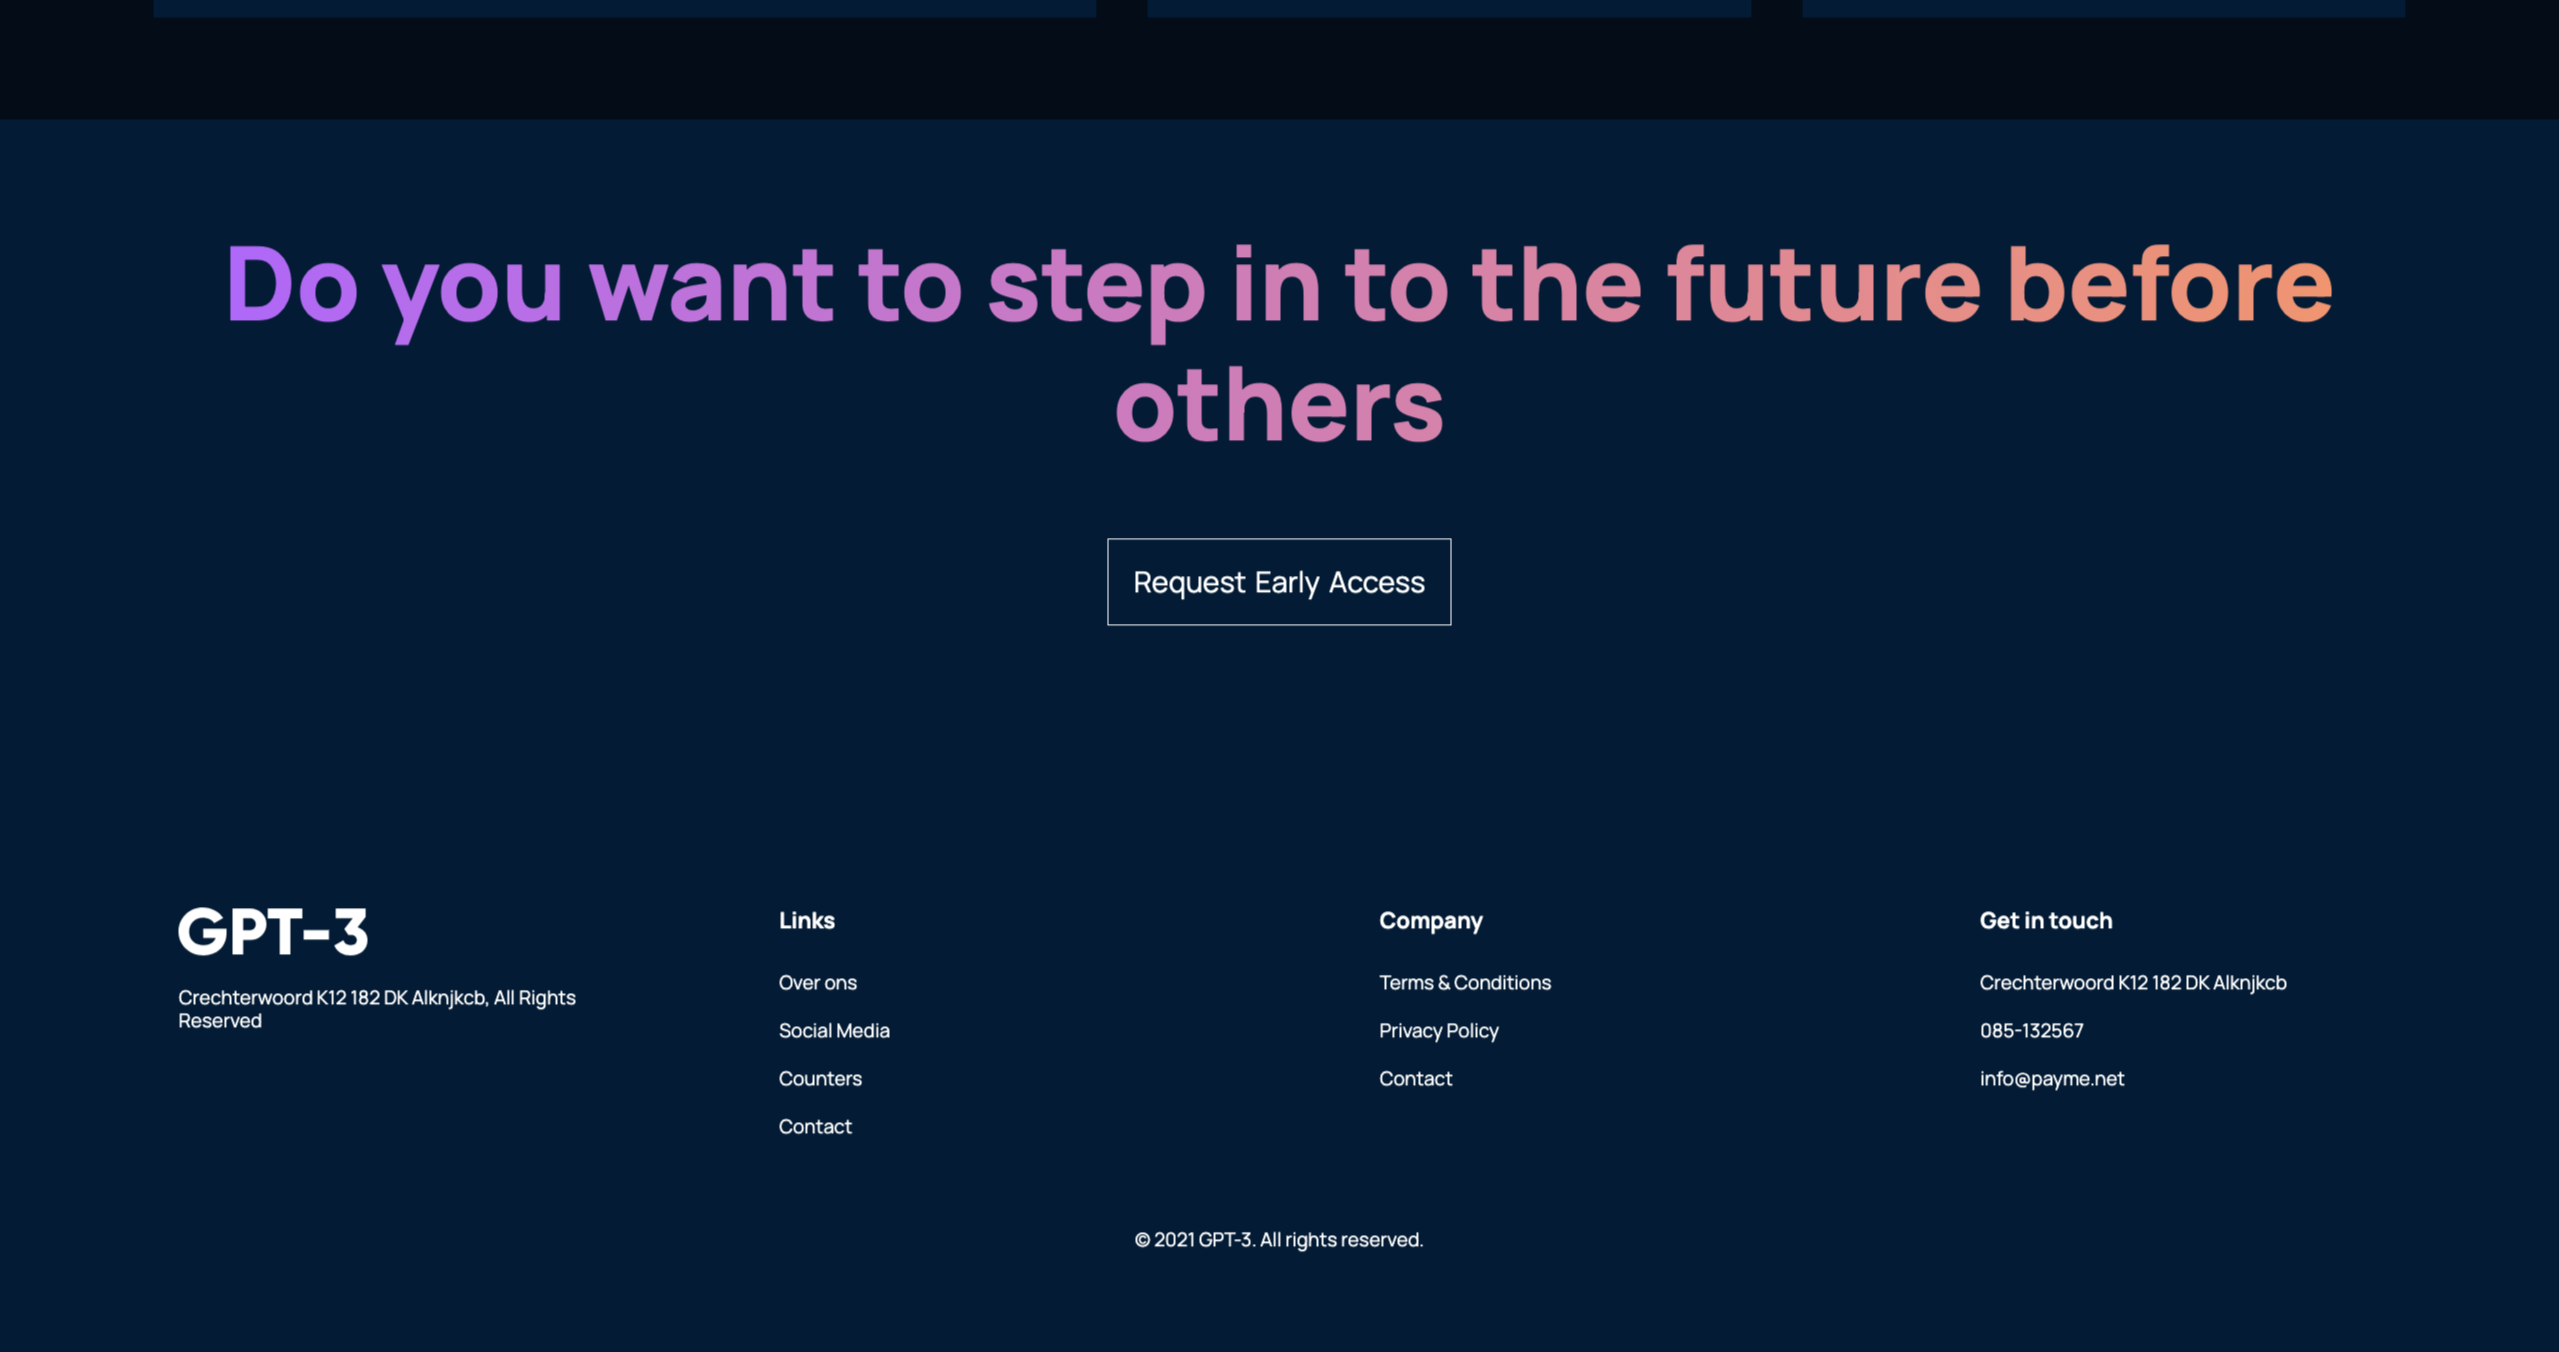 Do you want to step in to the future before
others
Request Early Access
GPT-3
Crechterwoord K12 182 DK Alknjkcb, All Rights
Reserved
Links
Over ons
Social Media
Counters
Contact
Company
Terms & Conditions
Privacy Policy
Contact
Get in touch
Crechterwoord K12 182 DK Alknjkcb
085-132567
info@payme.net
© 2021 GPT-3. All rights reserved.